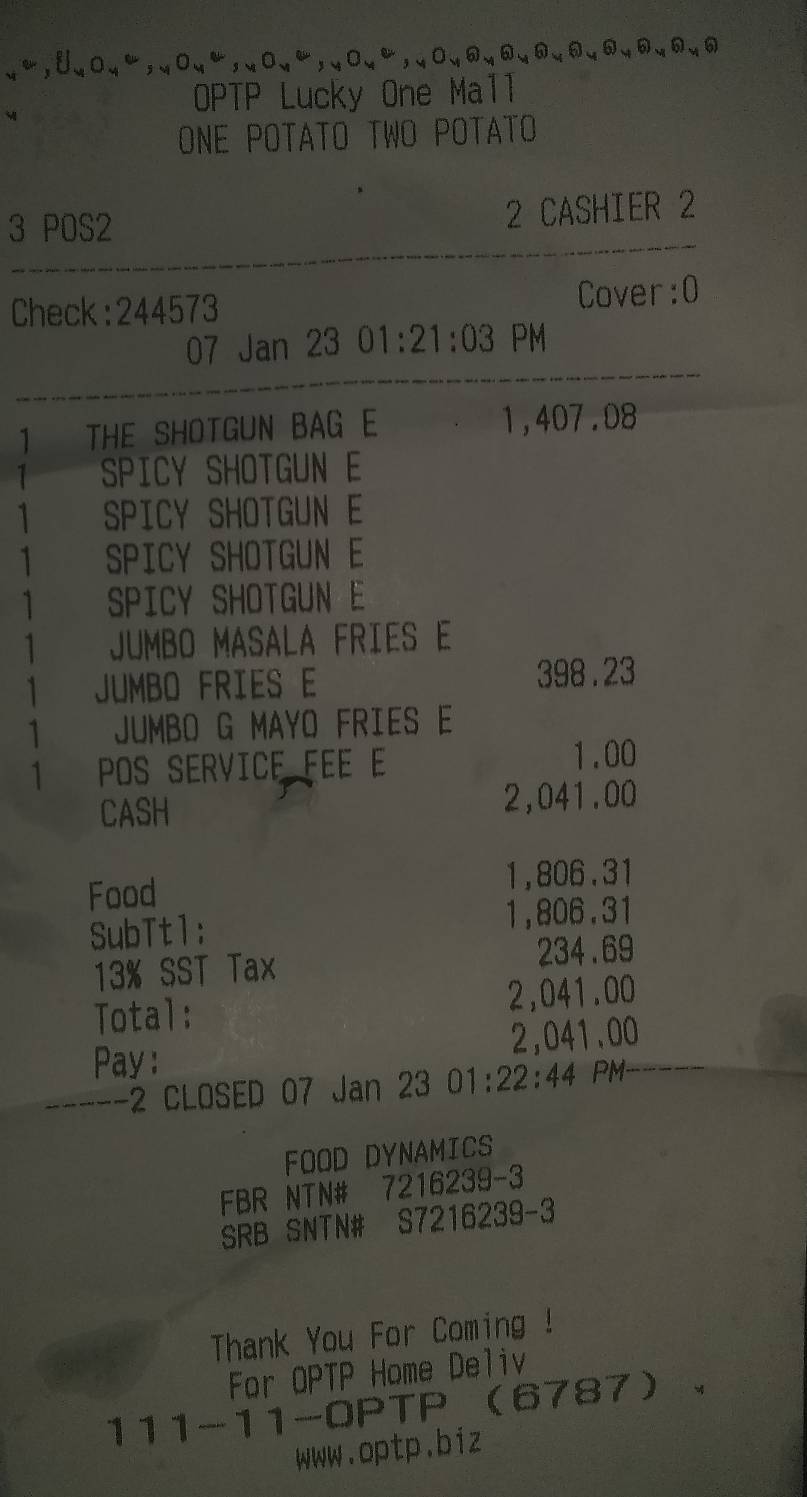 OPTP Lucky One Mall
ONE POTATO TWO POTATO
3 POS2 2 CASHIER 2
Check:244573 Cover:0
07 Jan 23 01:21:03 PM
1 THE SHOTGUN BAG E 1,407.08
1 SPICY SHOTGUN E
1 SPICY SHOTGUN E
1 SPICY SHOTGUN E
1 SPICY SHOTGUN E
1 JUMBO MASALA FRIES E
1 JUMBO FRIES E 398.23
1 JUMBO G MAYO FRIES E
1 POS SERVICE FEE E 1.00
CASH 2,041.00
Food 1,806.31
SubTtl: 1,806.31
13% SST Tax 234.69
Total: 2,041.00
Pay: 2,041.00
-----2 CLOSED 07 Jan 23 01:22:44 PM-----
FOOD DYNAMICS
FBR NTN# 7216239-3
SRB SNTN# S7216239-3
Thank You For Coming !
For OPTP Home Deliv
111-11-OPTP (6787) .
www.optp.biz